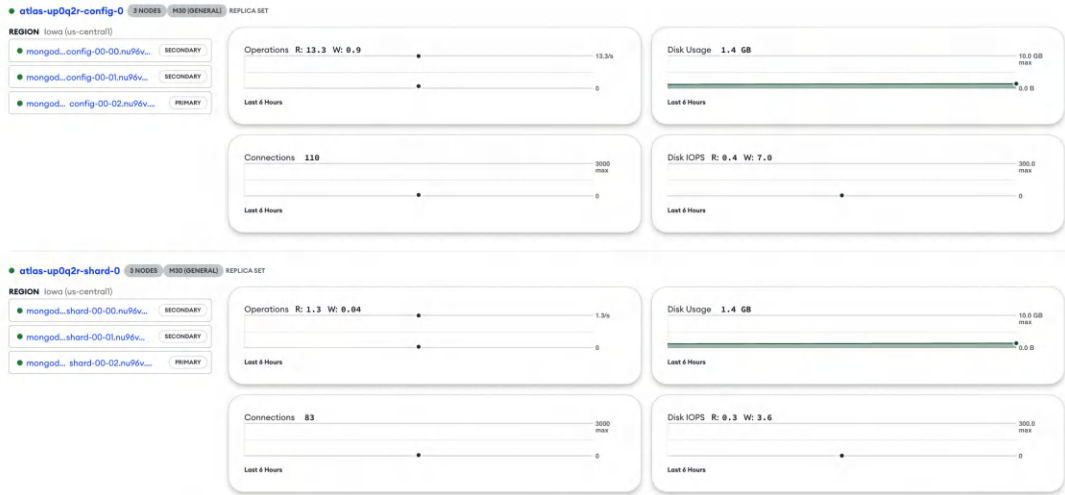 atlas-up0q2r-config-0 3 NODES M30 (GENERAL) REPLICA SET
REGION Iowa (us-central1)
mongod...config-00-00.nu96v... SECONDARY
mongod...config-00-01.nu96v... SECONDARY
mongod... config-00-02.nu96v.... PRIMARY
Operations R: 13.3 W: 0.9
13.3/s
0
Last 6 Hours
Disk Usage 1.4 GB
10.0 GB
max
0.0 B
Last 6 Hours
Connections 110
3000
max
0
Last 6 Hours
Disk IOPS R: 0.4 W: 7.0
300.0
max
0
Last 6 Hours
atlas-up0q2r-shard-0 3 NODES M30 (GENERAL) REPLICA SET
REGION Iowa (us-central1)
mongod...shard-00-00.nu96v... SECONDARY
mongod...shard-00-01.nu96v... SECONDARY
mongod... shard-00-02.nu96v.... PRIMARY
Operations R: 1.3 W: 0.04
1.3/s
0
Last 6 Hours
Disk Usage 1.4 GB
10.0 GB
max
0.0 B
Last 6 Hours
Connections 83
3000
max
0
Last 6 Hours
Disk IOPS R: 0.3 W: 3.6
300.0
max
0
Last 6 Hours